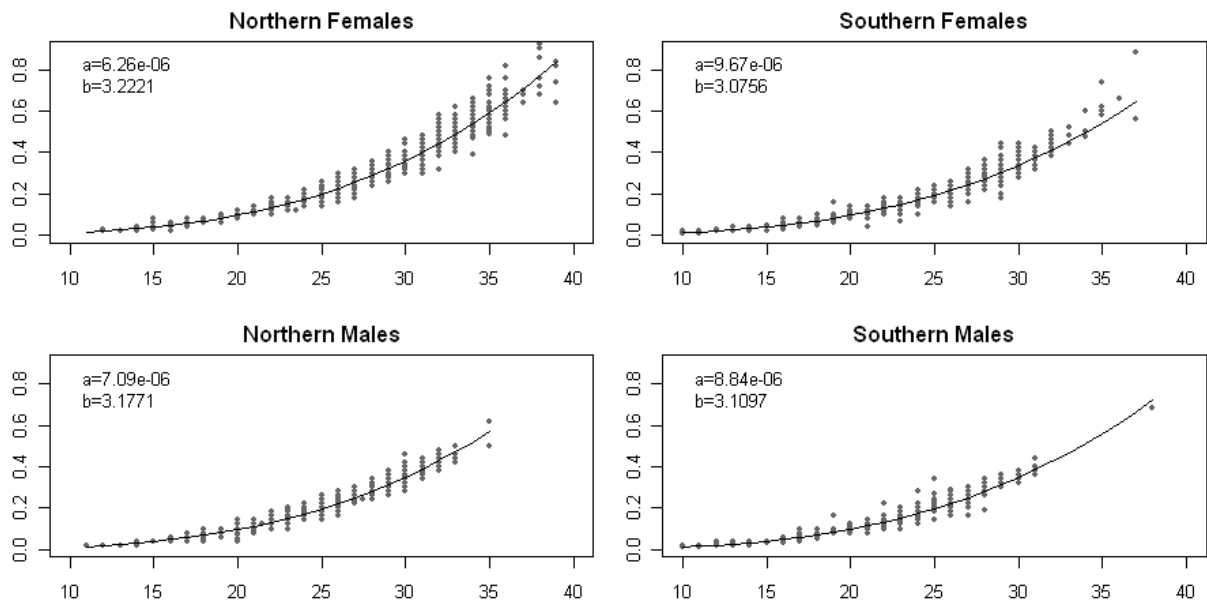 Northern Females
a=6.26e-06
b=3.2221
0.0 0.2 0.4 0.6 0.8
10 15 20 25 30 35 40
Southern Females
a=9.67e-06
b=3.0756
0.0 0.2 0.4 0.6 0.8
10 15 20 25 30 35 40
Northern Males
a=7.09e-06
b=3.1771
0.0 0.2 0.4 0.6 0.8
10 15 20 25 30 35 40
Southern Males
a=8.84e-06
b=3.1097
0.0 0.2 0.4 0.6 0.8
10 15 20 25 30 35 40